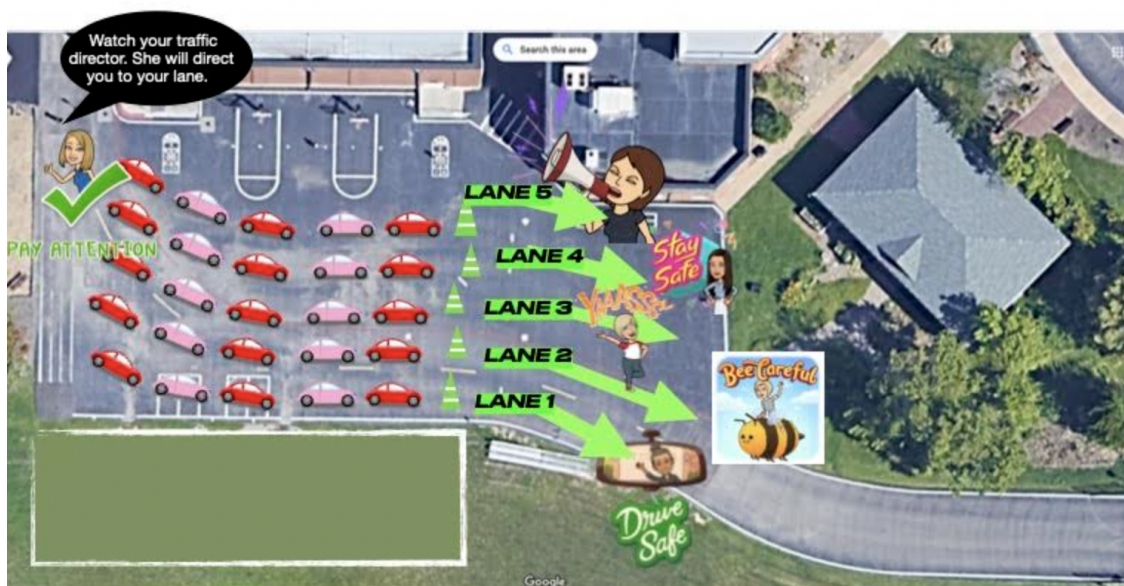 Watch your traffic
director. She will direct
you to your lane.
Search this area
PAY ATTENTION
LANE 5
LANE 4
Stay
Safe
LANE 3
LANE 2
Bee Careful
LANE 1
Drive
Safe
Google